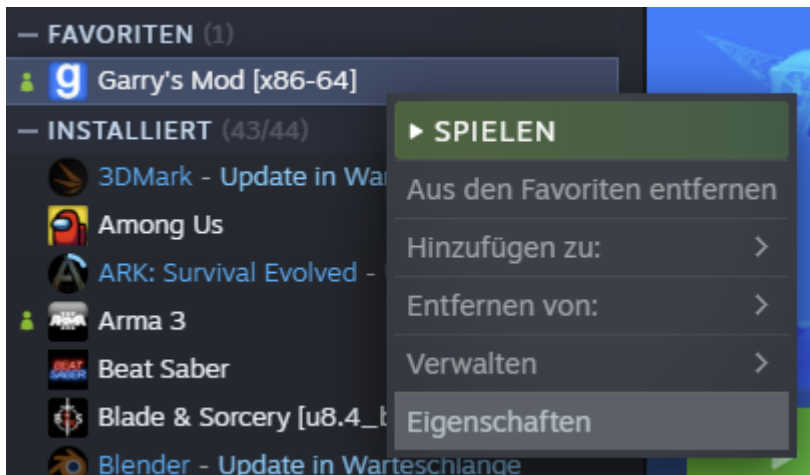 — FAVORITEN (1)
Garry's Mod [x86-64]
— INSTALLIERT (43/44)
3DMark - Update in
Among Us
ARK: Survival Evolved -
Arma 3
Beat Saber
Blade & Sorcery [u8.4_
Blender - Update in Warteschlange
SPIELEN
Aus den Favoriten entfernen
Hinzufügen zu:
Entfernen von:
Verwalten
Eigenschaften